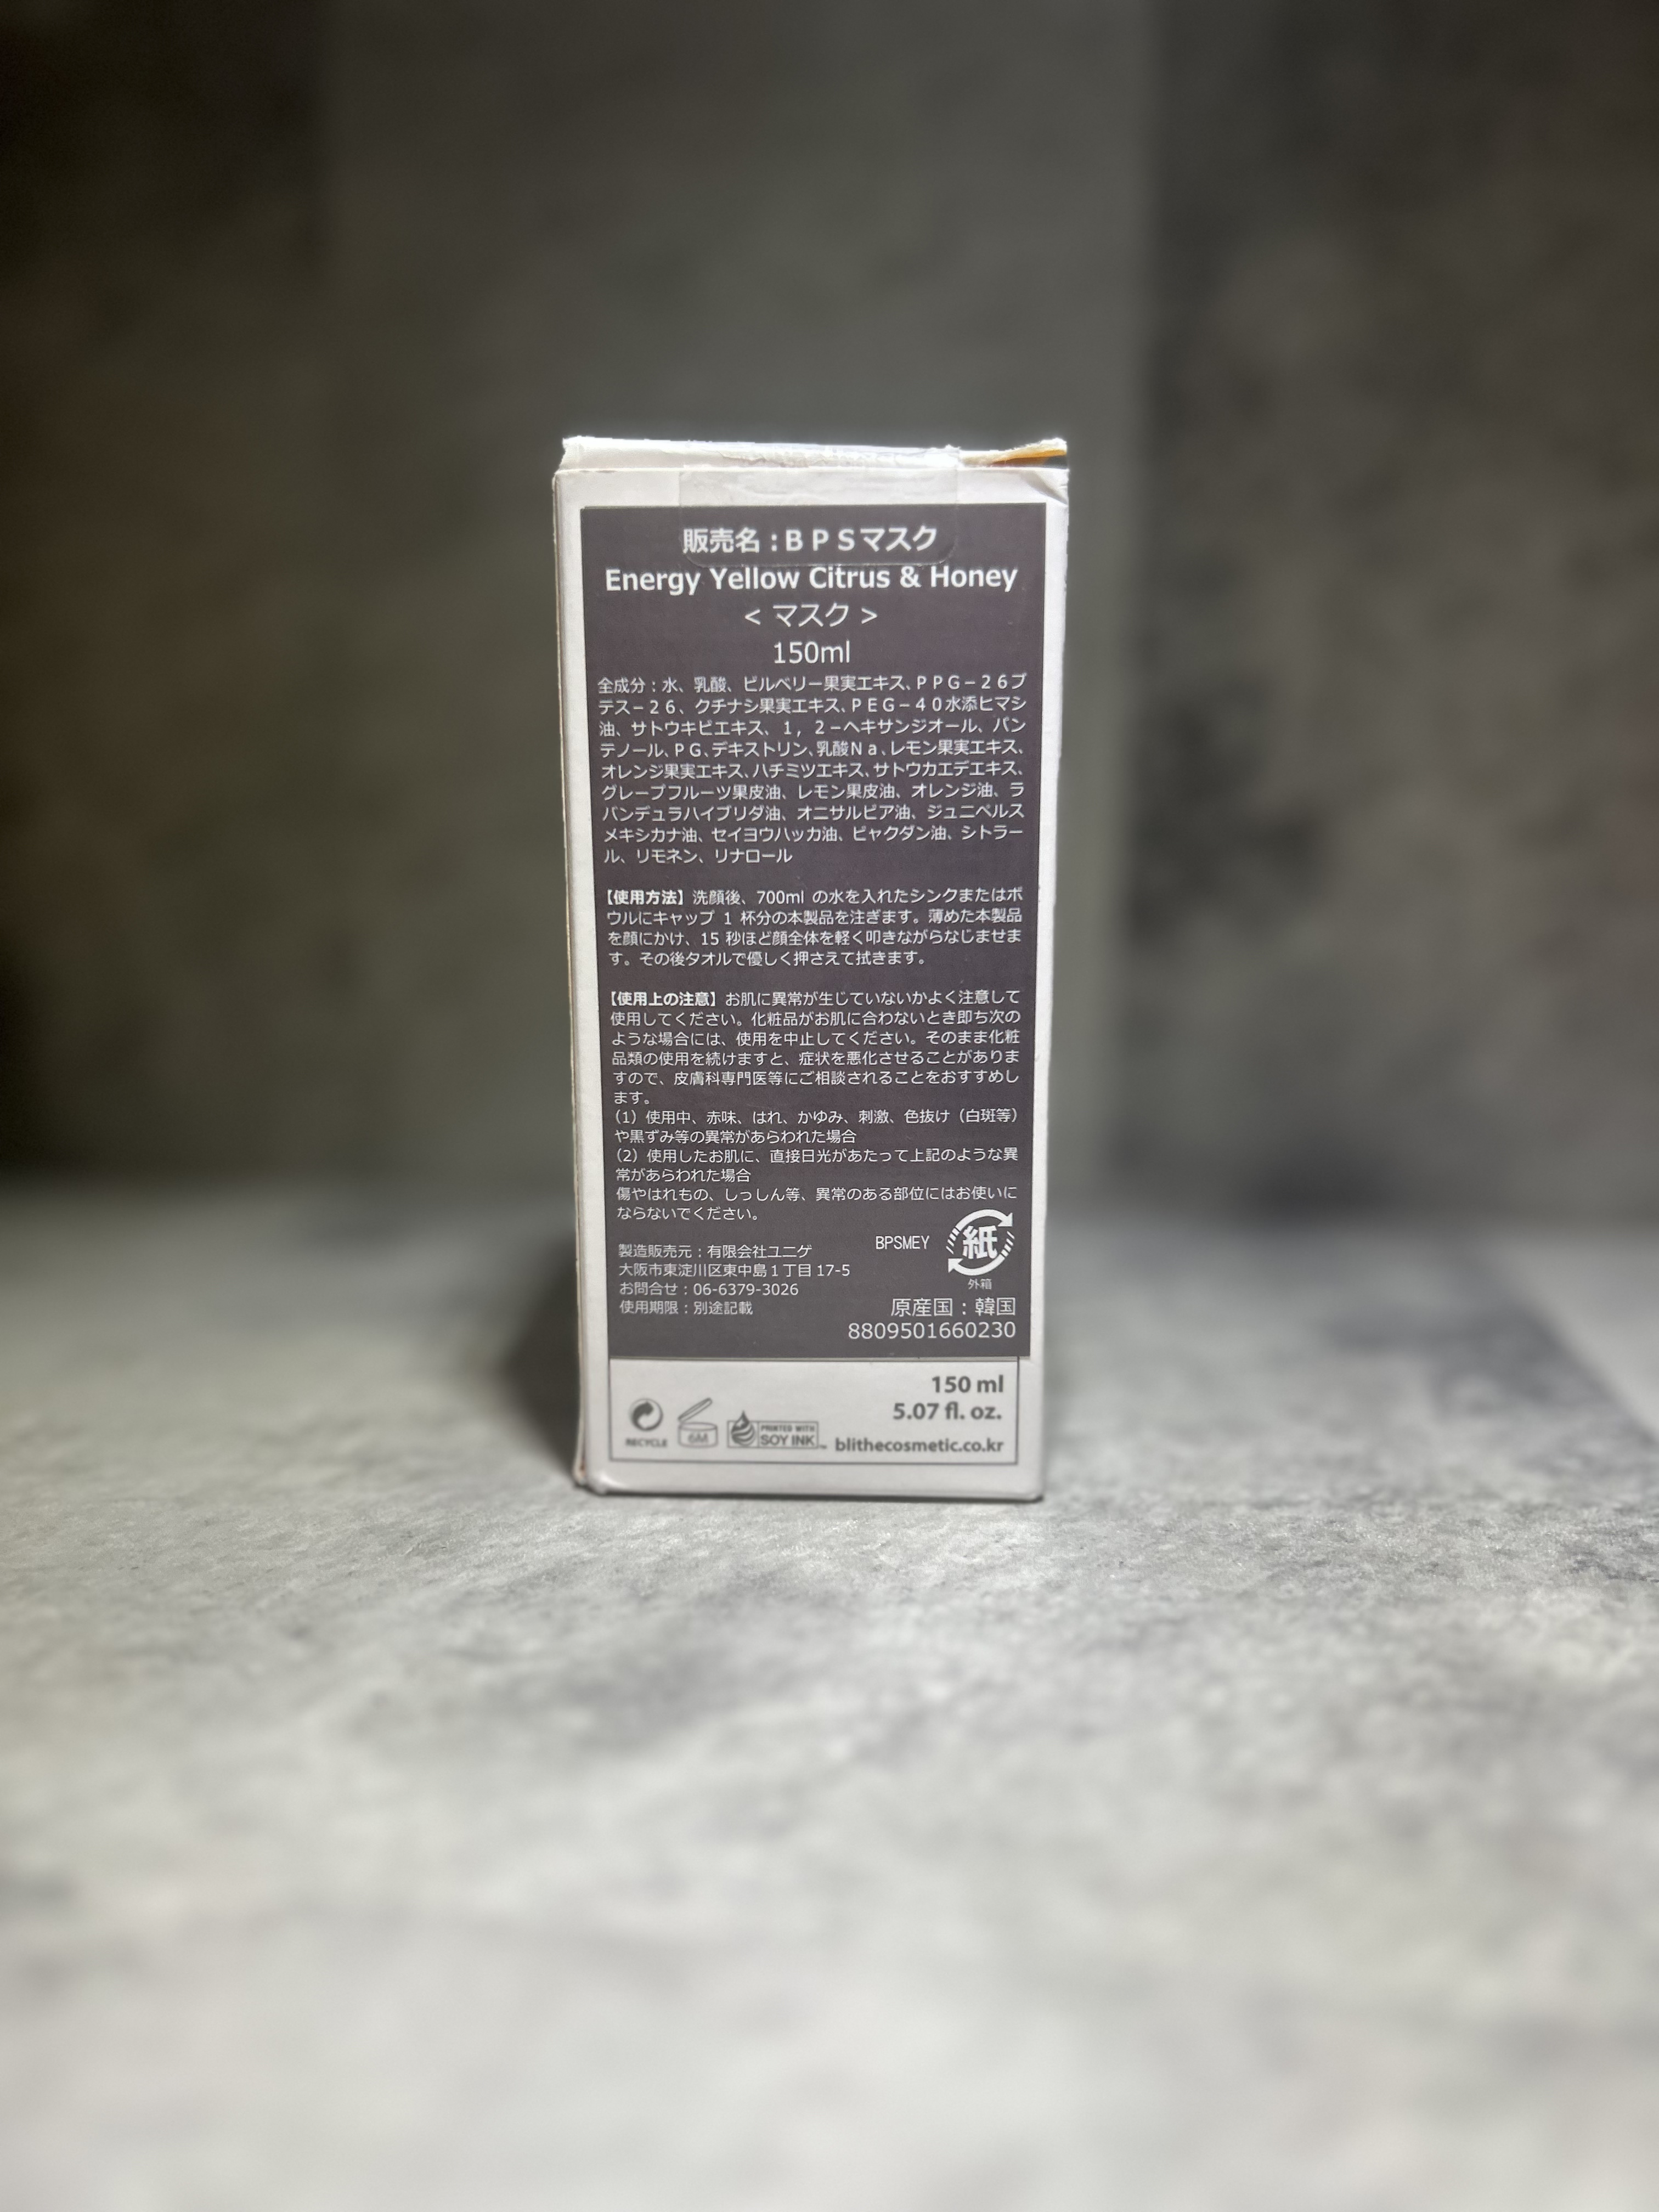 販売名：ＢＰＳマスク
Energy Yellow Citrus & Honey
< マスク >
150ml
全成分：水、乳酸、ビルベリー果実エキス、ＰＰＧ－２６ブ
テス－２６、クチナシ果実エキス、ＰＥＧ－４０水添ヒマシ
油、サトウキビエキス、１，２－ヘキサンジオール、パン
テノール、ＰＧ、デキストリン、乳酸Ｎａ、レモン果実エキス、
オレンジ果実エキス、ハチミツエキス、サトウカエデエキス、
グレープフルーツ果皮油、レモン果皮油、オレンジ油、ラ
バンデュラハイブリダ油、オニサルビア油、ジュニペルス
メキシカナ油、セイヨウハッカ油、ビャクダン油、シトラー
ル、リモネン、リナロール
【使用方法】洗顔後、700ml の水を入れたシンクまたはボ
ウルにキャップ 1 杯分の本製品を注ぎます。薄めた本製品
を顔にかけ、15 秒ほど顔全体を軽く叩きながらなじませま
す。その後タオルで優しく押さえて拭きます。
【使用上の注意】お肌に異常が生じていないかよく注意して
使用してください。化粧品がお肌に合わないとき即ち次の
ような場合には、使用を中止してください。そのまま化粧
品類の使用を続けますと、症状を悪化させることがありま
すので、皮膚科専門医等にご相談されることをおすすめし
ます。
（1）使用中、赤味、はれ、かゆみ、刺激、色抜け（白斑等）
や黒ずみ等の異常があらわれた場合
（2）使用したお肌に、直接日光があたって上記のような異
常があらわれた場合
傷やはれもの、しっしん等、異常のある部位にはお使いに
ならないでください。
製造販売元：有限会社ユニゲ
大阪市東淀川区東中島１丁目 17-5
お問合せ：06-6379-3026
使用期限：別途記載
BPSMEY
紙
外箱
原産国：韓国
8809501660230
150 ml
5.07 fl. oz.
blithecosmetic.co.kr
RECYCLE
6M
PRINTED WITH
SOY INK™